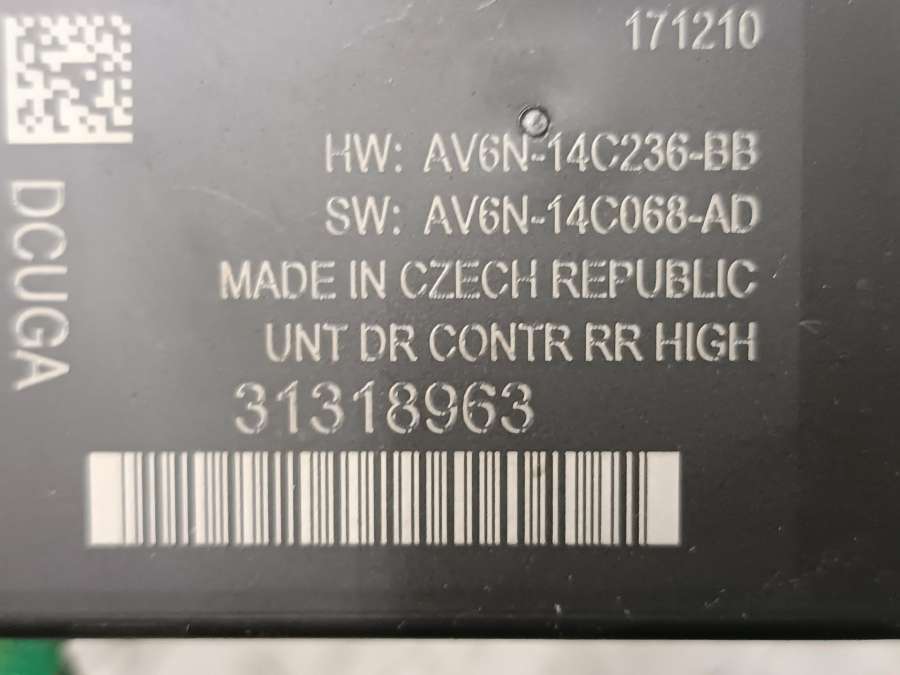 171210
HW: AV6N-14C236-BB
SW: AV6N-14C068-AD
MADE IN CZECH REPUBLIC
UNT DR CONTR RR HIGH
31318963
DCUGA